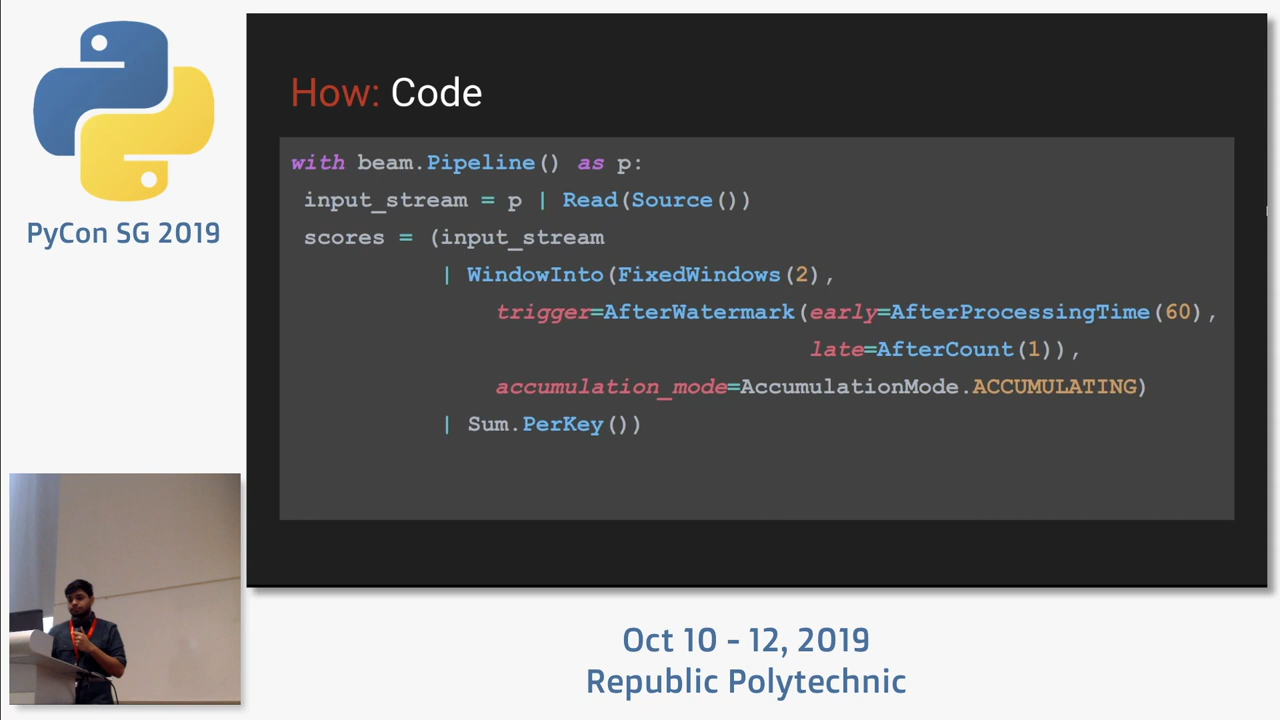 PyCon SG 2019
How: Code
with beam.Pipeline() as p:
input_stream = p | Read(Source())
scores = (input_stream
| WindowInto(FixedWindows(2),
trigger=AfterWatermark(early=AfterProcessingTime(60),
late=AfterCount(1)),
accumulation_mode=AccumulationMode.ACCUMULATING)
| Sum.PerKey())
Oct 10 - 12, 2019
Republic Polytechnic